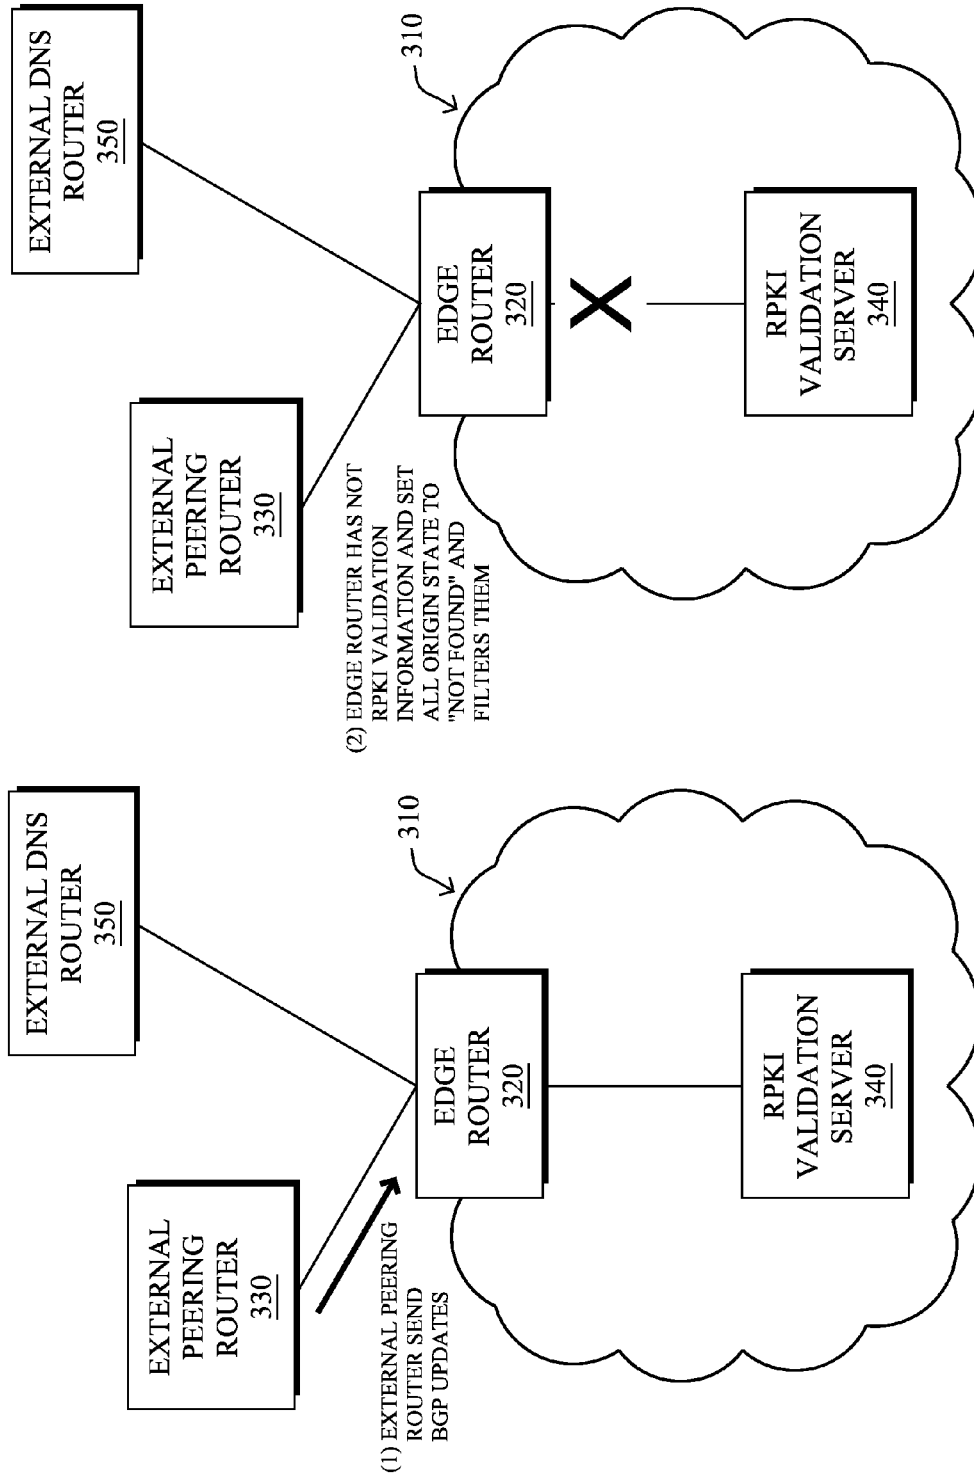 EXTERNAL DNS
ROUTER
350
EXTERNAL
PEERING
ROUTER
330
310
(1) EXTERNAL PEERING
ROUTER SEND
BGP UPDATES
EDGE
ROUTER
320
RPKI
VALIDATION
SERVER
340
EXTERNAL DNS
ROUTER
350
EXTERNAL
PEERING
ROUTER
330
310
(2) EDGE ROUTER HAS NOT
RPKI VALIDATION
INFORMATION AND SET
ALL ORIGIN STATE TO
"NOT FOUND" AND
FILTERS THEM
EDGE
ROUTER
320
X
RPKI
VALIDATION
SERVER
340